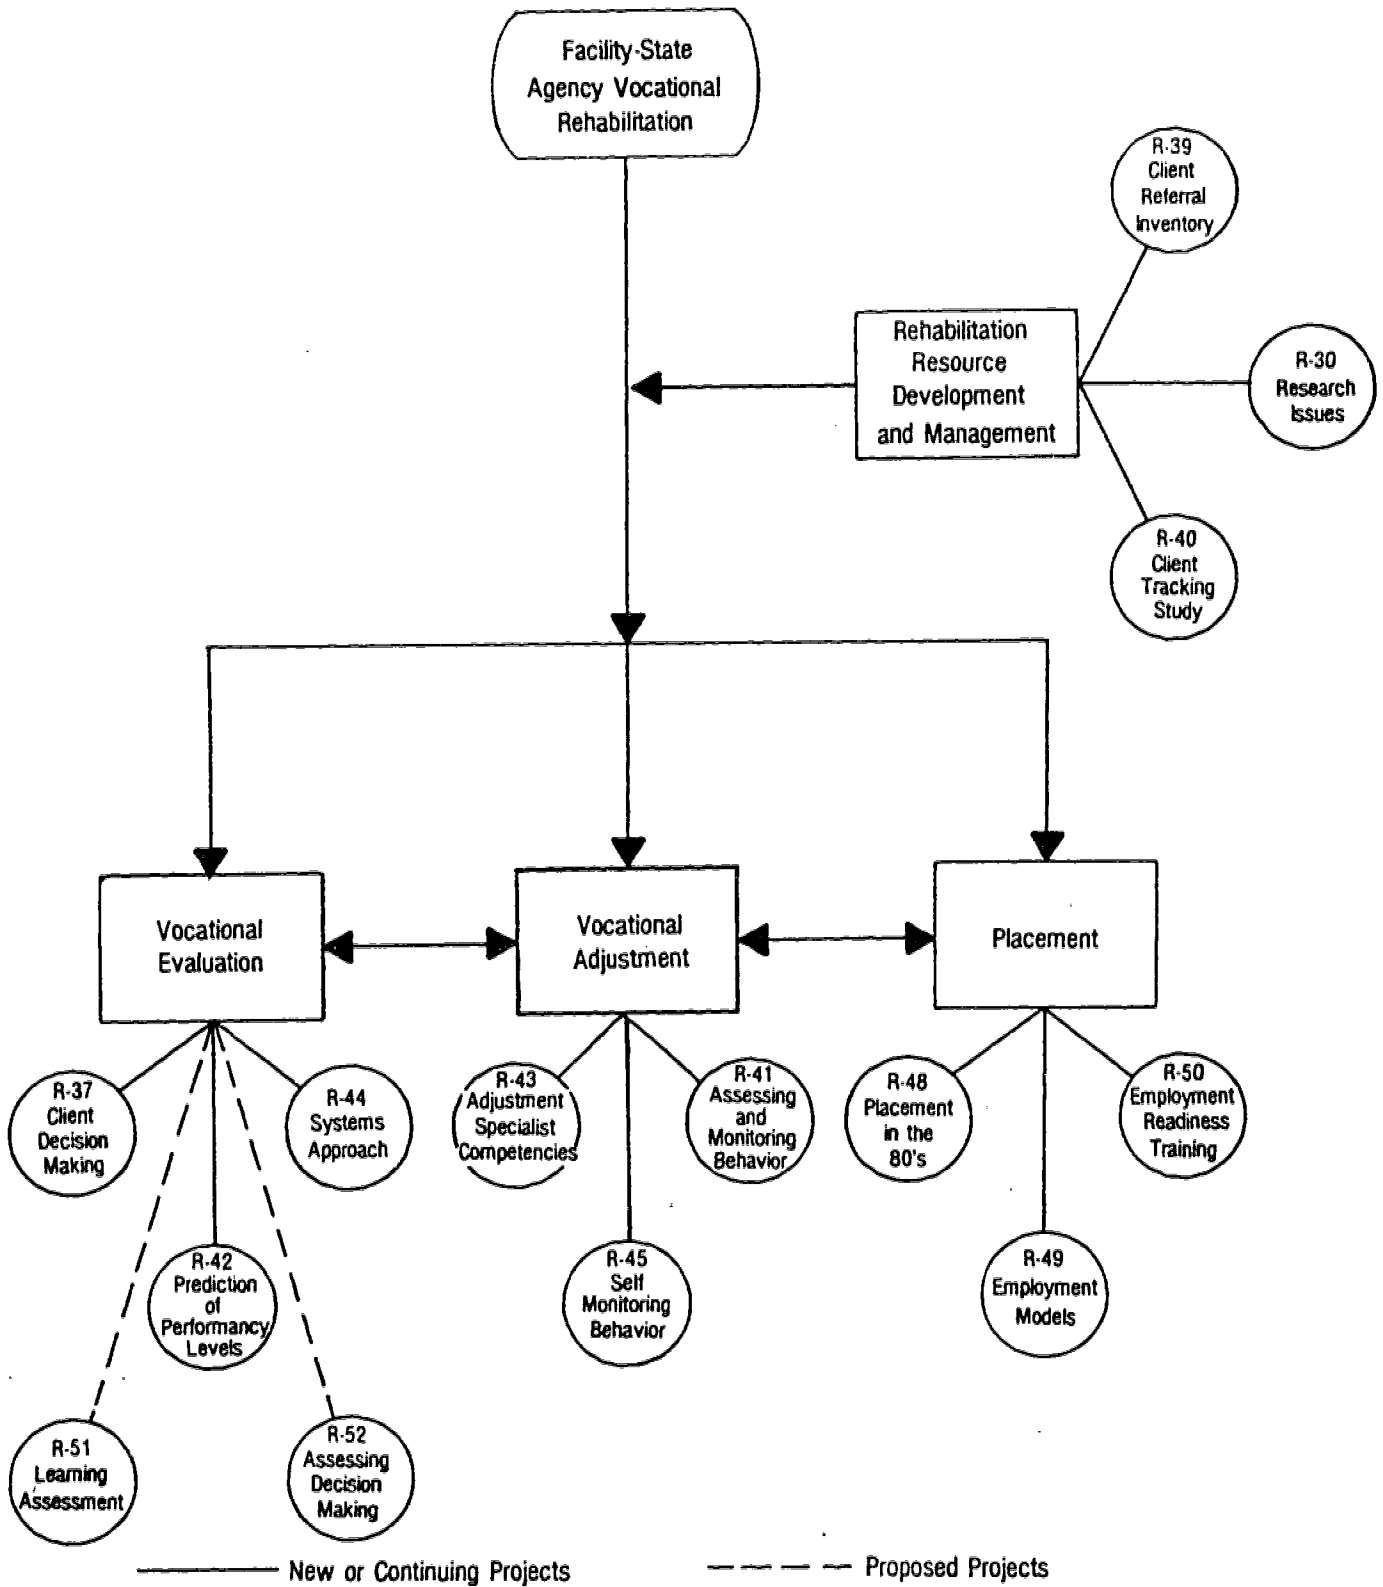 Facility-State
Agency Vocational
Rehabilitation
R-39
Client
Referral
Inventory
Rehabilitation
Resource
Development
and Management
R-30
Research
Issues
R-40
Client
Tracking
Study
Vocational
Evaluation
Vocational
Adjustment
Placement
R-37
Client
Decision
Making
R-44
Systems
Approach
R-43
Adjustment
Specialist
Competencies
R-41
Assessing
and
Monitoring
Behavior
R-48
Placement
in the
80's
R-50
Employment
Readiness
Training
R-42
Prediction
of
Performancy
Levels
R-45
Self
Monitoring
Behavior
R-49
Employment
Models
R-51
Learning
Assessment
R-52
Assessing
Decision
Making
New or Continuing Projects
Proposed Projects